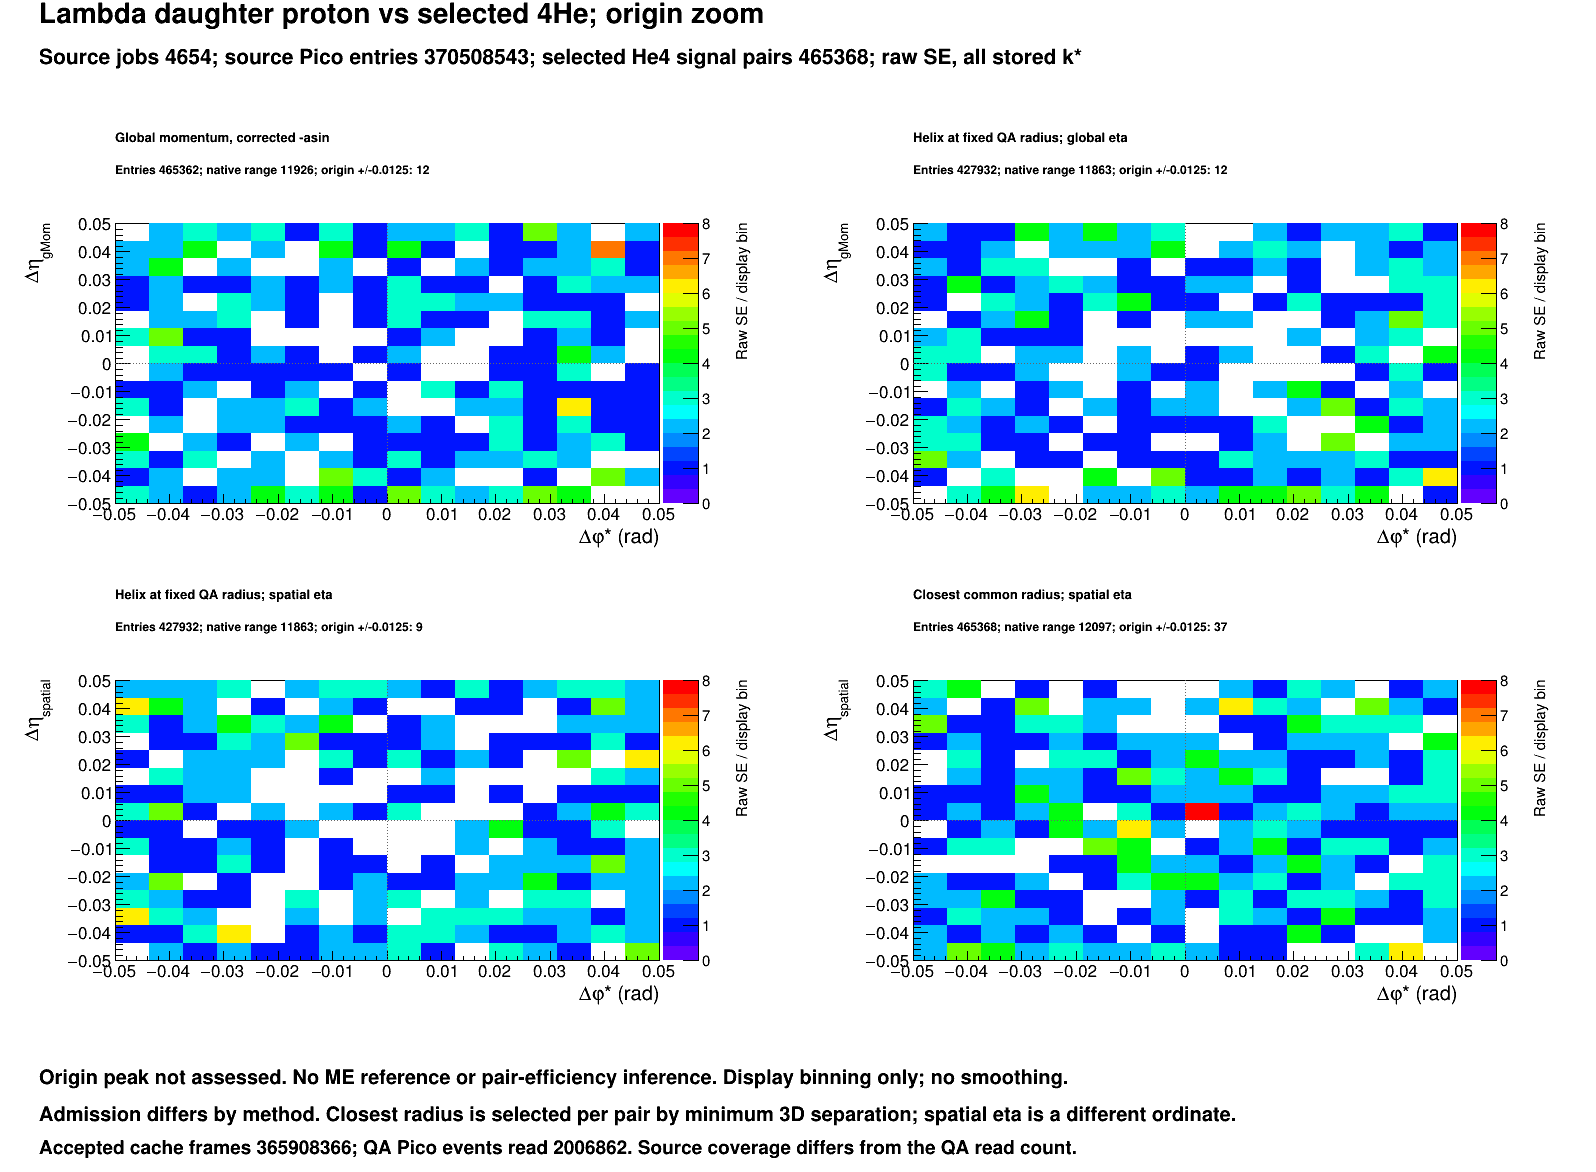 Lambda daughter proton vs selected 4He; origin zoom
Source jobs 4654; source Pico entries 370508543; selected He4 signal pairs 465368; raw SE, all stored k*
Global momentum, corrected -asin
Entries 465362; native range 11926; origin +/-0.0125: 12
Δη_gMom
0.05
0.04
0.03
0.02
0.01
0
−0.01
−0.02
−0.03
−0.04
−0.05
−0.05 −0.04 −0.03 −0.02 −0.01 0 0.01 0.02 0.03 0.04 0.05
Δφ* (rad)
8
7
6
5
4
3
2
1
0
Raw SE / display bin
Helix at fixed QA radius; global eta
Entries 427932; native range 11863; origin +/-0.0125: 12
Δη_gMom
0.05
0.04
0.03
0.02
0.01
0
−0.01
−0.02
−0.03
−0.04
−0.05
−0.05 −0.04 −0.03 −0.02 −0.01 0 0.01 0.02 0.03 0.04 0.05
Δφ* (rad)
8
7
6
5
4
3
2
1
0
Raw SE / display bin
Helix at fixed QA radius; spatial eta
Entries 427932; native range 11863; origin +/-0.0125: 9
Δη_spatial
0.05
0.04
0.03
0.02
0.01
0
−0.01
−0.02
−0.03
−0.04
−0.05
−0.05 −0.04 −0.03 −0.02 −0.01 0 0.01 0.02 0.03 0.04 0.05
Δφ* (rad)
8
7
6
5
4
3
2
1
0
Raw SE / display bin
Closest common radius; spatial eta
Entries 465368; native range 12097; origin +/-0.0125: 37
Δη_spatial
0.05
0.04
0.03
0.02
0.01
0
−0.01
−0.02
−0.03
−0.04
−0.05
−0.05 −0.04 −0.03 −0.02 −0.01 0 0.01 0.02 0.03 0.04 0.05
Δφ* (rad)
8
7
6
5
4
3
2
1
0
Raw SE / display bin
Origin peak not assessed. No ME reference or pair-efficiency inference. Display binning only; no smoothing.
Admission differs by method. Closest radius is selected per pair by minimum 3D separation; spatial eta is a different ordinate.
Accepted cache frames 365908366; QA Pico events read 2006862. Source coverage differs from the QA read count.